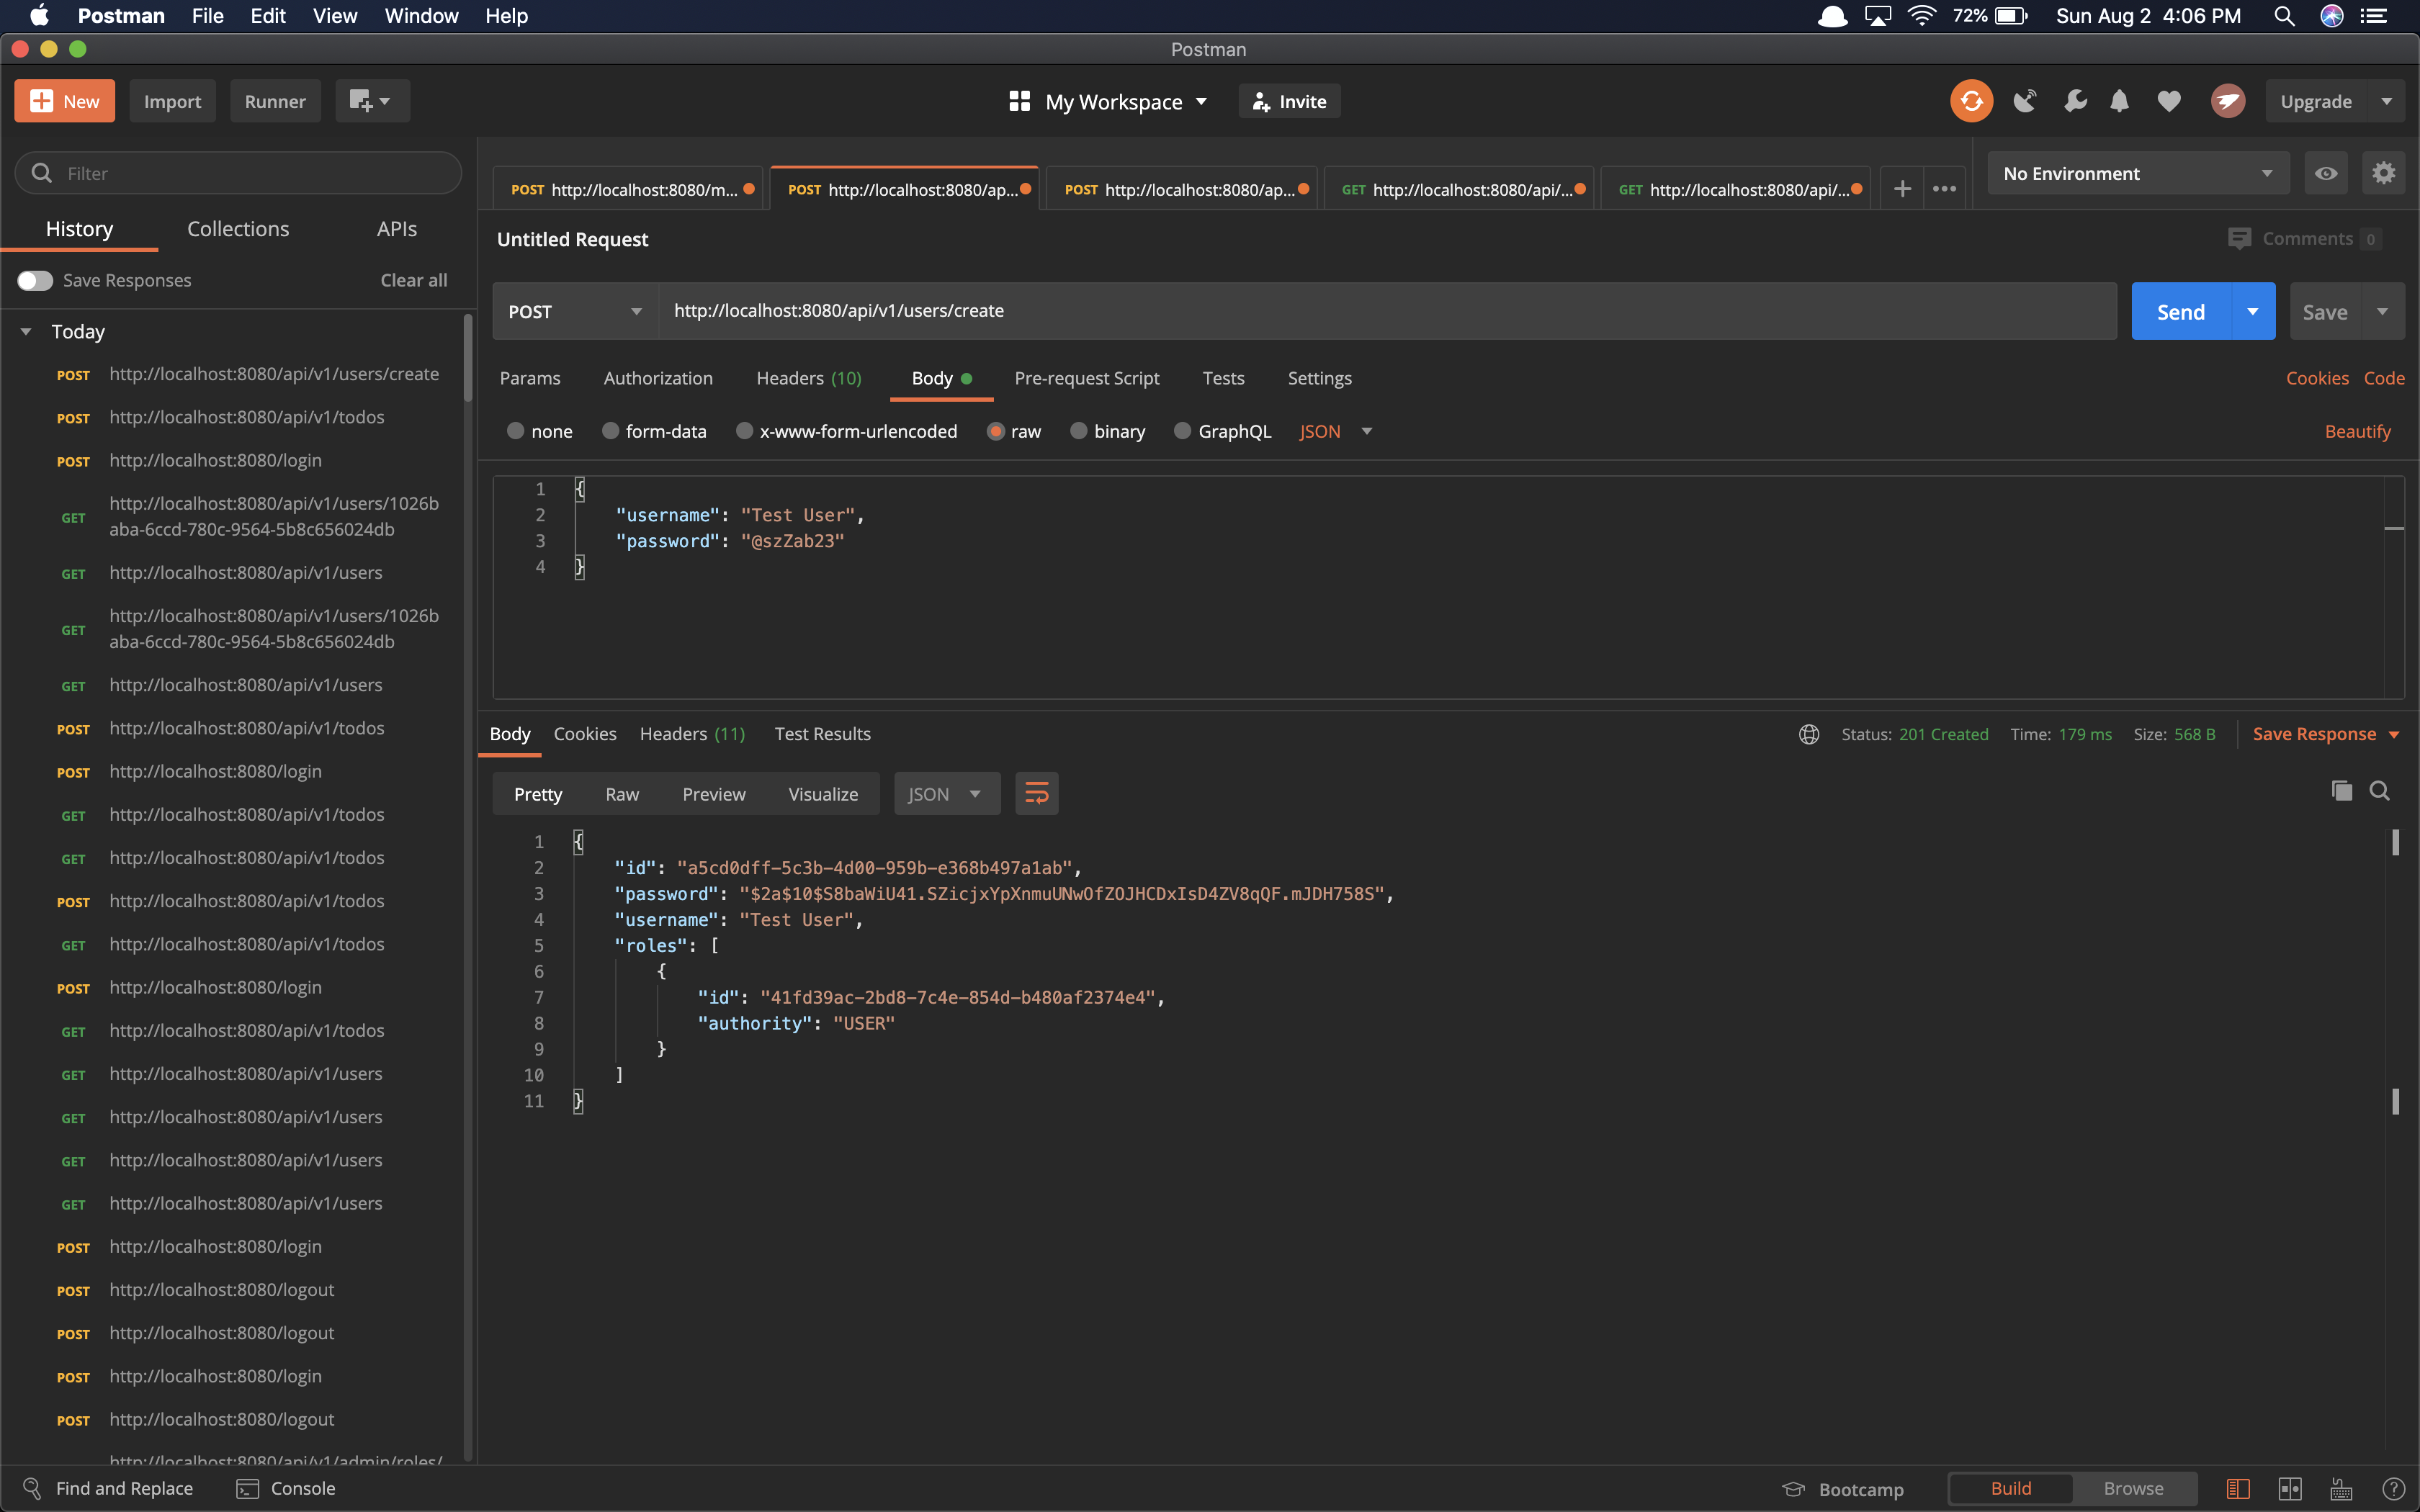 Postman File Edit View Window Help 72% Sun Aug 2 4:06 PM
Postman
New Import Runner My Workspace Invite Upgrade
Filter
History Collections APIs
Save Responses Clear all
Today
POST http://localhost:8080/api/v1/users/create
POST http://localhost:8080/api/v1/todos
POST http://localhost:8080/login
GET http://localhost:8080/api/v1/users/1026b
aba-6ccd-780c-9564-5b8c656024db
GET http://localhost:8080/api/v1/users
GET http://localhost:8080/api/v1/users/1026b
aba-6ccd-780c-9564-5b8c656024db
GET http://localhost:8080/api/v1/users
POST http://localhost:8080/api/v1/todos
POST http://localhost:8080/login
GET http://localhost:8080/api/v1/todos
GET http://localhost:8080/api/v1/todos
POST http://localhost:8080/api/v1/todos
GET http://localhost:8080/api/v1/todos
POST http://localhost:8080/login
GET http://localhost:8080/api/v1/todos
GET http://localhost:8080/api/v1/users
GET http://localhost:8080/api/v1/users
GET http://localhost:8080/api/v1/users
GET http://localhost:8080/api/v1/users
POST http://localhost:8080/login
POST http://localhost:8080/logout
POST http://localhost:8080/logout
POST http://localhost:8080/login
POST http://localhost:8080/logout
http://localhost:8080/api/v1/admin/roles/
POST http://localhost:8080/m... POST http://localhost:8080/ap... POST http://localhost:8080/ap... GET http://localhost:8080/api/... GET http://localhost:8080/api/... No Environment
Untitled Request Comments 0
POST http://localhost:8080/api/v1/users/create Send Save
Params Authorization Headers (10) Body Pre-request Script Tests Settings Cookies Code
none form-data x-www-form-urlencoded raw binary GraphQL JSON Beautify
1 {
2 "username": "Test User",
3 "password": "@szZab23"
4 }
Body Cookies Headers (11) Test Results Status: 201 Created Time: 179 ms Size: 568 B Save Response
Pretty Raw Preview Visualize JSON
1 {
2 "id": "a5cd0dff-5c3b-4d00-959b-e368b497a1ab",
3 "password": "$2a$10$S8baWiU41.SZicjxYpXnmuUNwOfZOJHCDxIsD4ZV8qQF.mJDH758S",
4 "username": "Test User",
5 "roles": [
6 {
7 "id": "41fd39ac-2bd8-7c4e-854d-b480af2374e4",
8 "authority": "USER"
9 }
10 ]
11 }
Find and Replace Console Bootcamp Build Browse